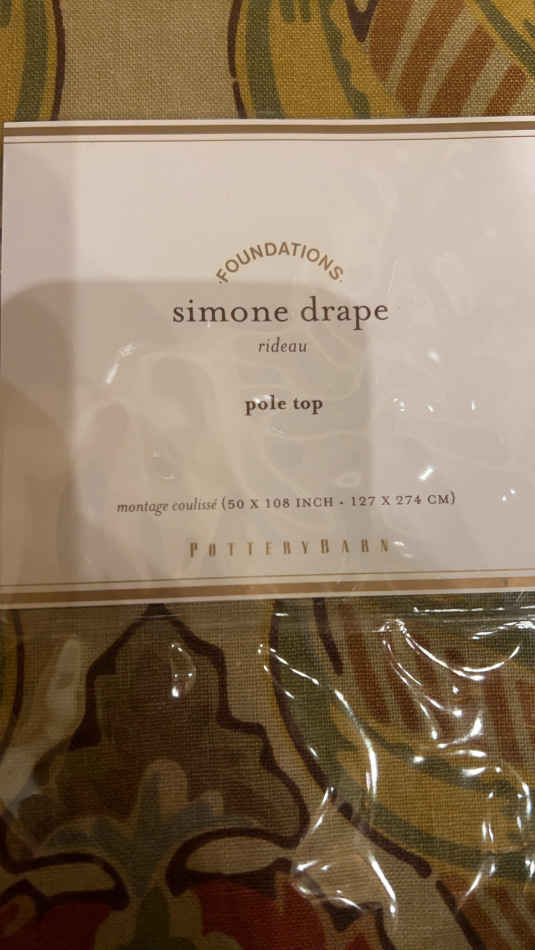 ·FOUNDATIONS·
simone drape
rideau
pole top
montage coulissé (50 X 108 INCH - 127 X 274 CM)
POTTERYBARN